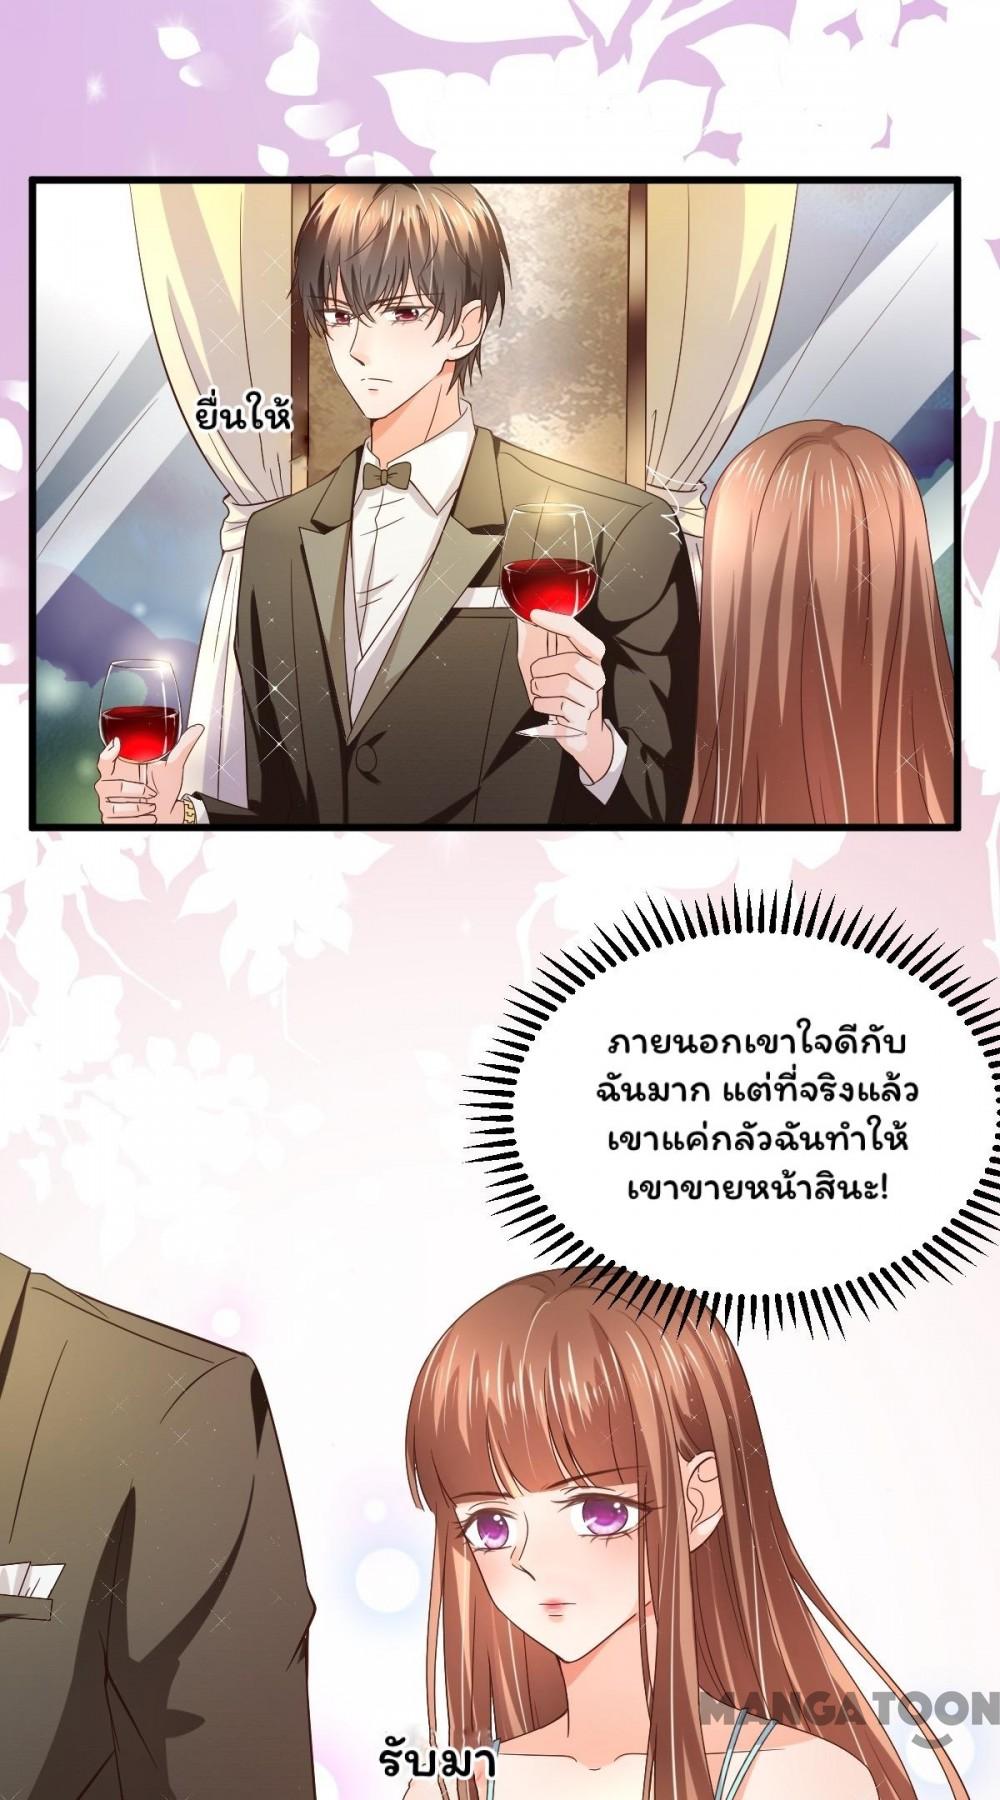 ยื่นให้
ภายนอกเขาใจดีกับ
ฉันมาก แต่ที่จริงแล้ว
เขาแค่กลัวฉันทำให้
เขาขายหน้าสินะ!
MANGATOON
รับมา